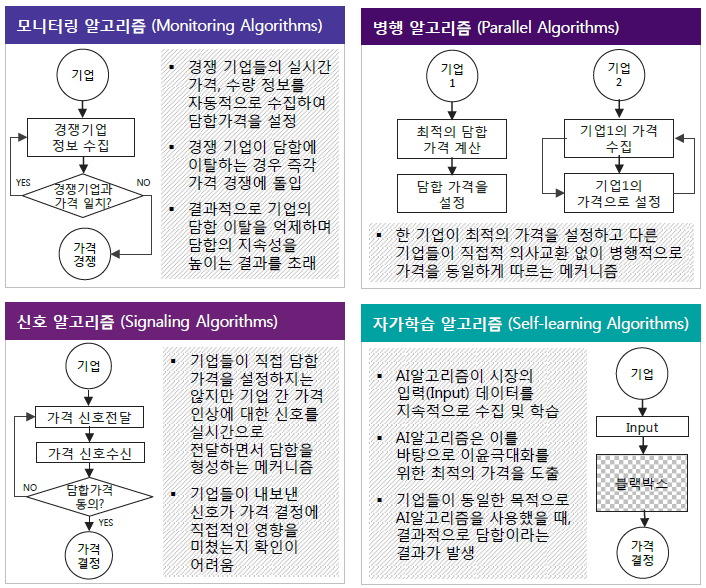 모니터링 알고리즘 (Monitoring Algorithms)
기업
경쟁기업
정보 수집
YES
경쟁기업과
가격 일치?
NO
가격
경쟁
▪ 경쟁 기업들의 실시간
가격, 수량 정보를
자동적으로 수집하여
담합가격을 설정
▪ 경쟁 기업이 담합에
이탈하는 경우 즉각
가격 경쟁에 돌입
▪ 결과적으로 기업의
담합 이탈을 억제하며
담합의 지속성을
높이는 결과를 초래
병행 알고리즘 (Parallel Algorithms)
기업
1
최적의 담합
가격 계산
담합 가격을
설정
기업
2
기업1의 가격
수집
기업1의
가격으로 설정
▪ 한 기업이 최적의 가격을 설정하고 다른
기업들이 직접적 의사교환 없이 병행적으로
가격을 동일하게 따르는 메커니즘
신호 알고리즘 (Signaling Algorithms)
기업
가격 신호전달
가격 신호수신
NO
담합가격
동의?
YES
가격
결정
▪ 기업들이 직접 담합
가격을 설정하지는
않지만 기업 간 가격
인상에 대한 신호를
실시간으로
전달하면서 담합을
형성하는 메커니즘
▪ 기업들이 내보낸
신호가 가격 결정에
직접적인 영향을
미쳤는지 확인이
어려움
자가학습 알고리즘 (Self-learning Algorithms)
▪ AI알고리즘이 시장의
입력(Input) 데이터를
지속적으로 수집 및 학습
▪ AI알고리즘은 이를
바탕으로 이윤극대화를
위한 최적의 가격을 도출
▪ 기업들이 동일한 목적으로
AI알고리즘을 사용했을 때,
결과적으로 담합이라는
결과가 발생
기업
Input
블랙박스
가격
결정